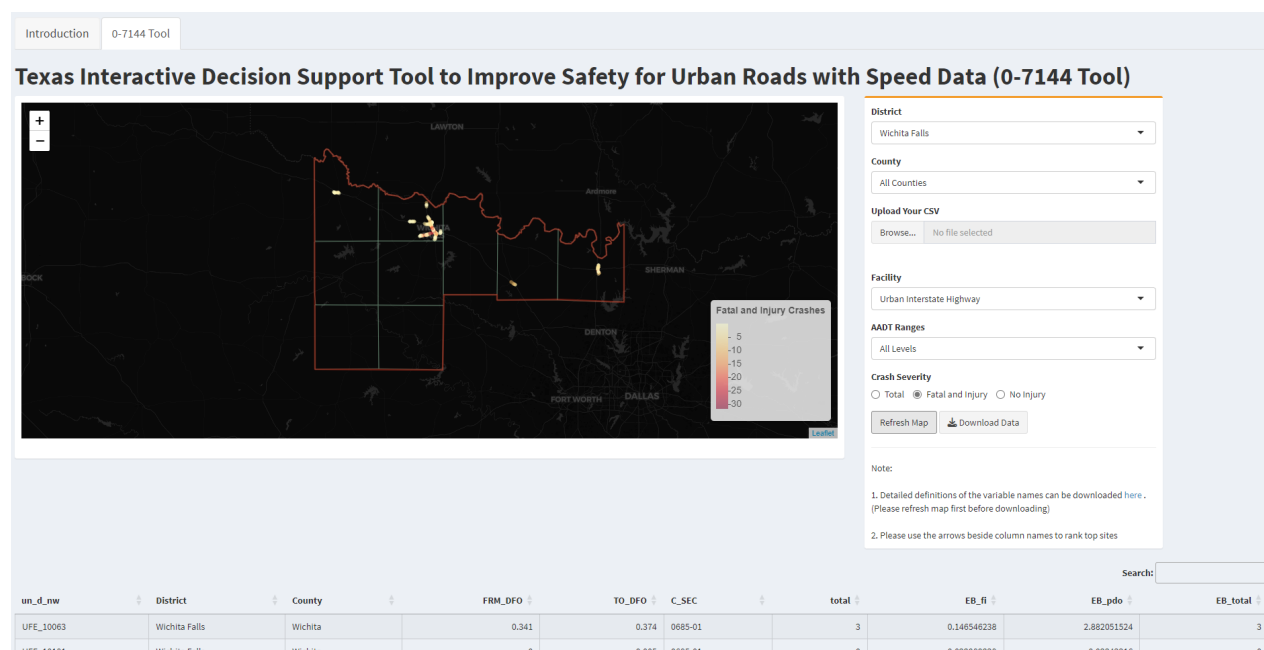 Introduction
0-7144 Tool
Texas Interactive Decision Support Tool to Improve Safety for Urban Roads with Speed Data (0-7144 Tool)
+
−
LAWTON
Ardmore
SHERMAN
DENTON
FORT WORTH
DALLAS
Fatal and Injury Crashes
- 5
-10
-15
-20
-25
-30
Leaflet
District
Wichita Falls
County
All Counties
Upload Your CSV
Browse... No file selected
Facility
Urban Interstate Highway
AADT Ranges
All Levels
Crash Severity
Total Fatal and Injury No Injury
Refresh Map Download Data
Note:
1. Detailed definitions of the variable names can be downloaded here .
(Please refresh map first before downloading)
2. Please use the arrows beside column names to rank top sites
Search:
un_d_nw District County FRM_DFO TO_DFO C_SEC total EB_fi EB_pdo EB_total
UFE_10063 Wichita Falls Wichita 0.341 0.374 0685-01 3 0.146546238 2.882051524 3